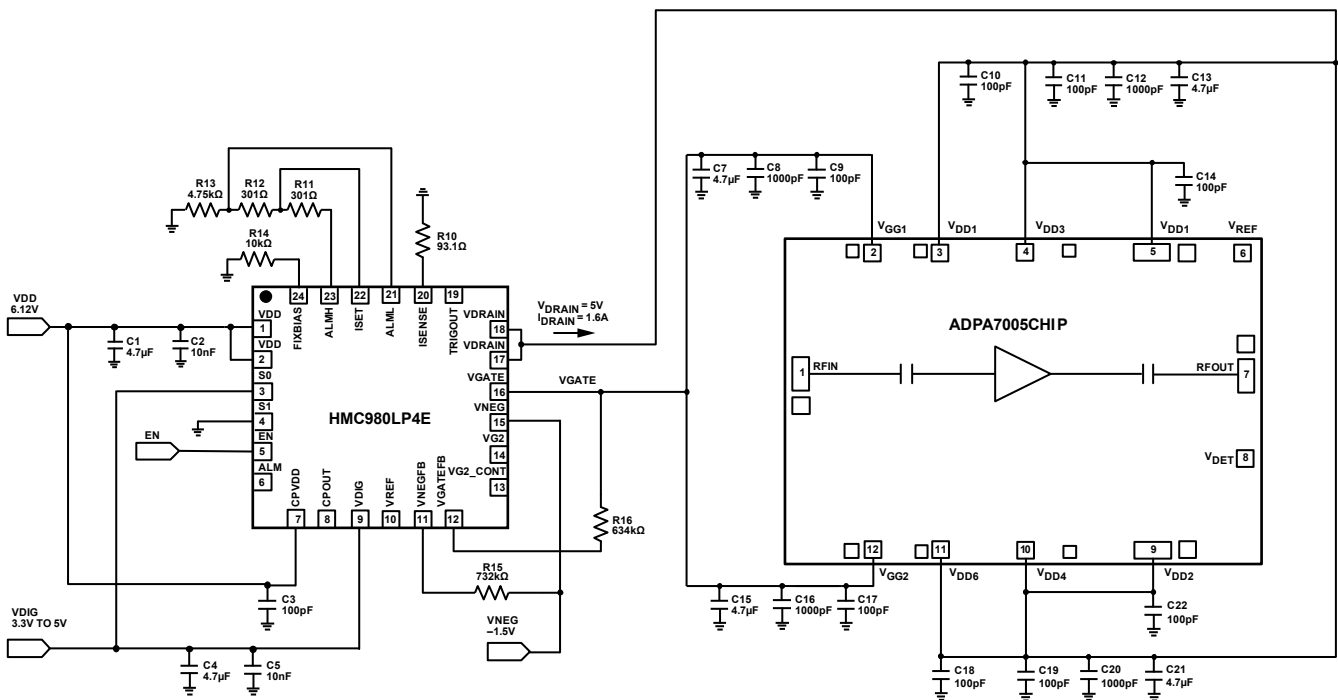 C10
100pF
C11
100pF
C12
1000pF
C13
4.7µF
C7
4.7µF
C8
1000pF
C9
100pF
C14
100pF
R13
4.75kΩ
R12
301Ω
R11
301Ω
R14
10kΩ
R10
93.1Ω
VDD
6.12V
C1
4.7µF
C2
10nF
VDD
1
VDD
2
S0
3
S1
4
EN
5
ALM
6
EN
24
FIXBIAS
23
ALMH
22
ISET
21
ALML
20
ISENSE
19
TRIGOUT
VDRAIN
18
VDRAIN
17
VGATE
16
VNEG
15
VG2
14
VG2_CONT
13
HMC980LP4E
CPVDD
7
CPOUT
8
VDIG
9
VREF
10
VNEGFB
11
VGATEFB
12
VDRAIN = 5V
IDRAIN = 1.6A
VGATE
R16
634kΩ
R15
732kΩ
VNEG
–1.5V
C3
100pF
VDIG
3.3V TO 5V
C4
4.7µF
C5
10nF
VGG1
2
VDD1
3
VDD3
4
VDD1
5
VREF
6
ADPA7005CHIP
1
RFIN
RFOUT
7
VDET
8
12
VGG2
11
VDD6
10
VDD4
9
VDD2
C15
4.7µF
C16
1000pF
C17
100pF
C22
100pF
C18
100pF
C19
100pF
C20
1000pF
C21
4.7µF